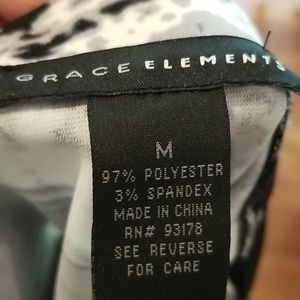 GRACE ELEMENTS
M
97% POLYESTER
3% SPANDEX
MADE IN CHINA
RN# 93178
SEE REVERSE
FOR CARE